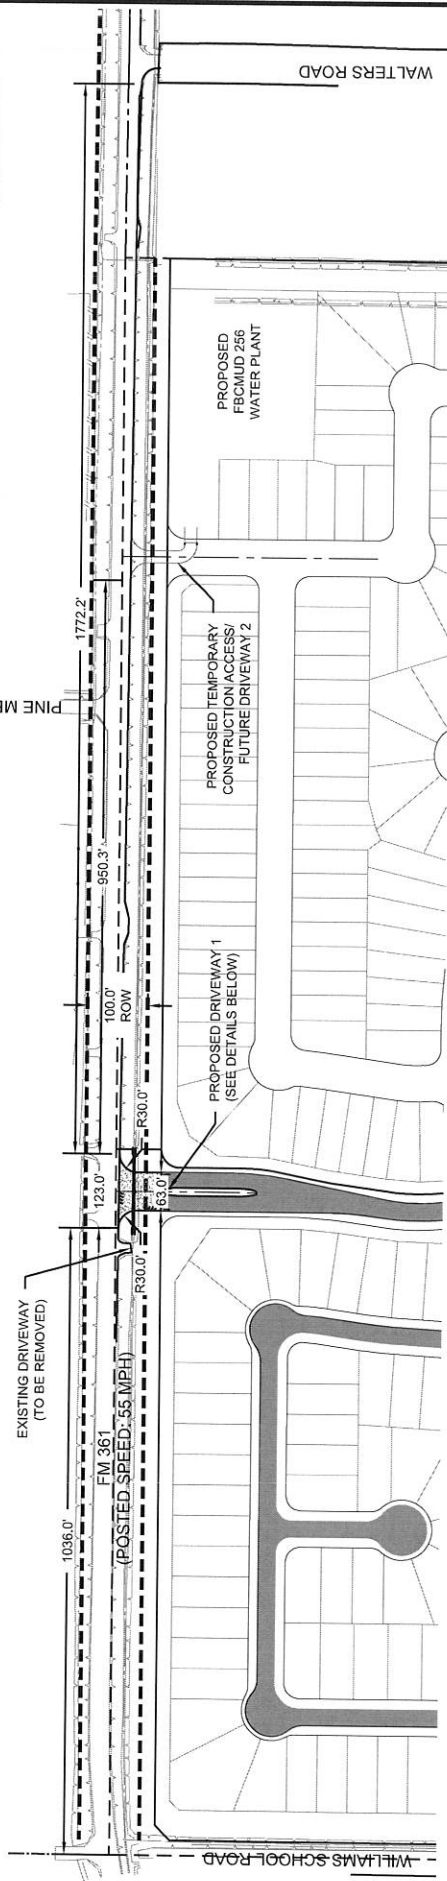 WALTERS ROAD
PROPOSED
FBCMUD 256
WATER PLANT
1772.2'
PINE
PROPOSED TEMPORARY
CONSTRUCTION ACCESS/
FUTURE DRIVEWAY 2
950.3'
100.0'
ROW
PROPOSED DRIVEWAY 1
(SEE DETAILS BELOW)
R30.0'
123.0'
63.0'
R30.0'
EXISTING DRIVEWAY
(TO BE REMOVED)
FM 361
(POSTED SPEED: 55 MPH)
1036.0'
WILLIAMS SCHOOL ROAD